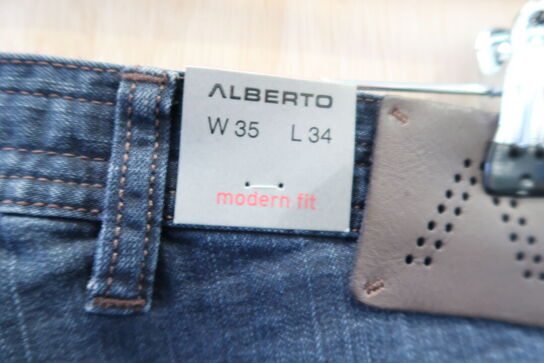 ALBERTO
W 35 L 34
modern fit.